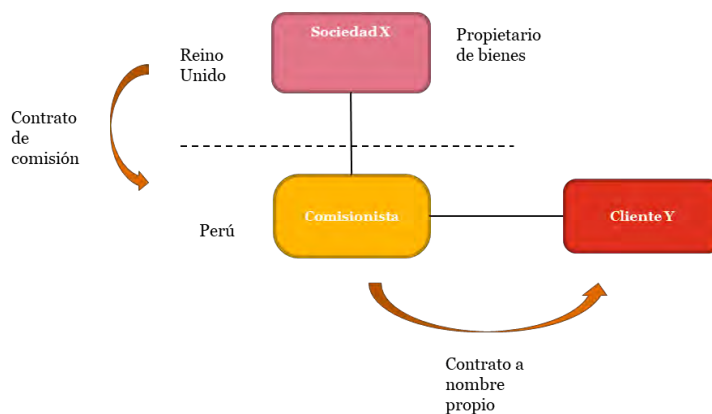 Sociedad X
Propietario
de bienes
Reino
Unido
Contrato
de
comisión
Comisionista
Cliente Y
Perú
Contrato a
nombre
propio